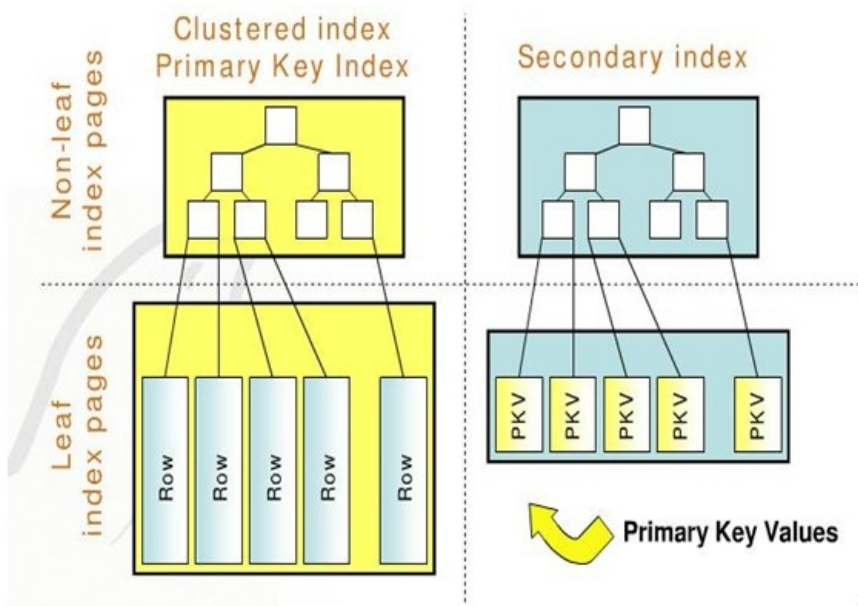 Clustered index
Primary Key Index
Secondary index
Non-leaf
index pages
Leaf
index pages
Row
Row
Row
Row
Row
PKV
PKV
PKV
PKV
PKV
Primary Key Values